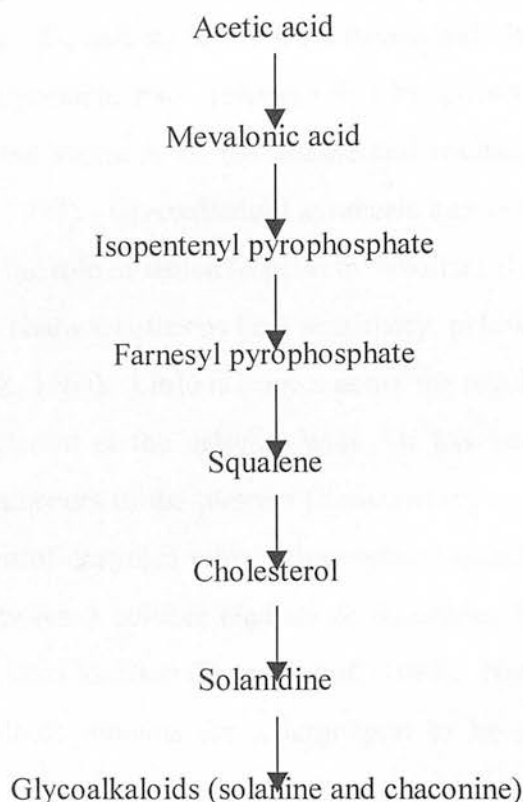 Acetic acid
Mevalonic acid
Isopentenyl pyrophosphate
Farnesyl pyrophosphate
Squalene
Cholesterol
Solanidine
Glycoalkaloids (solanine and chaconine)